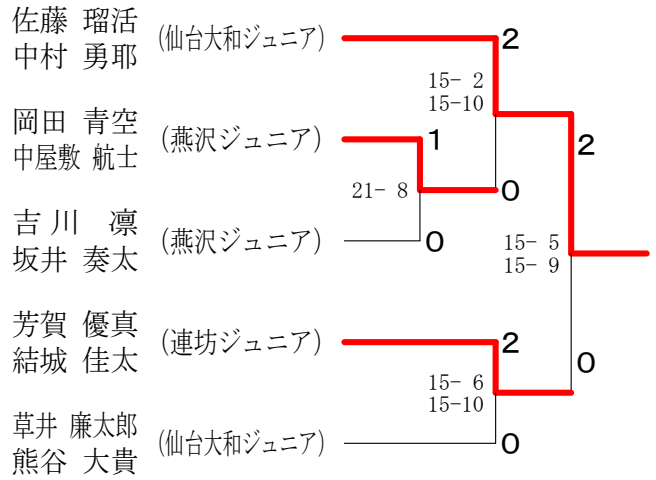 佐藤 瑠活
中村 勇耶
(仙台大和ジュニア)
2
15- 2
15-10
岡田 青空
中屋敷 航士
(燕沢ジュニア)
1
2
21- 8
0
吉川 凛
坂井 奏太
(燕沢ジュニア)
0
15- 5
15- 9
芳賀 優真
結城 佳太
(連坊ジュニア)
2
0
15- 6
15-10
草井 廉太郎
熊谷 大貴
(仙台大和ジュニア)
0